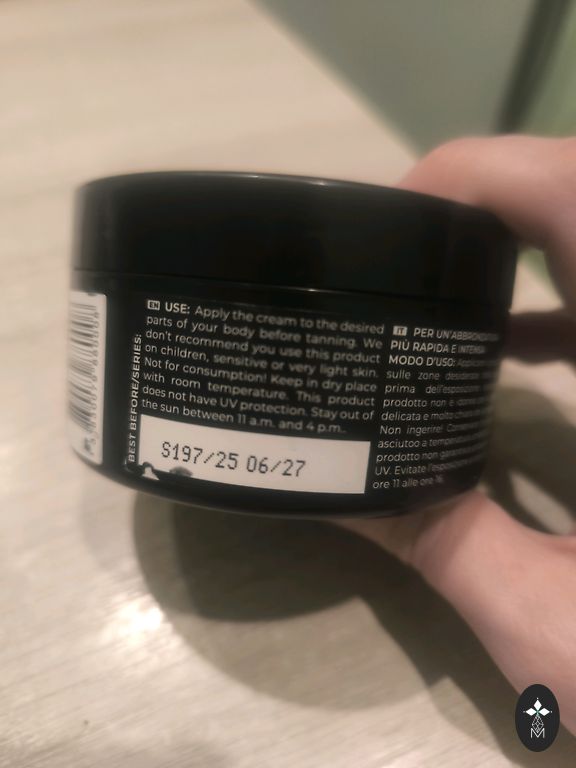 EN USE: Apply the cream to the desired
parts of your body before tanning. We
don't recommend you use this product
on children, sensitive or very light skin.
Not for consumption! Keep in dry place
with room temperature. This product
does not have UV protection. Stay out of
the sun between 11 a.m. and 4 p.m..
BEST BEFORE/SERIES:
S197/25 06/27
IT PER UN'ABBRONZATURA
PIÙ RAPIDA E INTENSA
MODO D'USO:
sulle zone desiderate
prima dell'esposizione
prodotto non è
delicata e molto chiara
Non ingerire!
asciutto a temperatura
prodotto non
UV. Evitate l'esposizione
ore 11 alle ore 16.
M